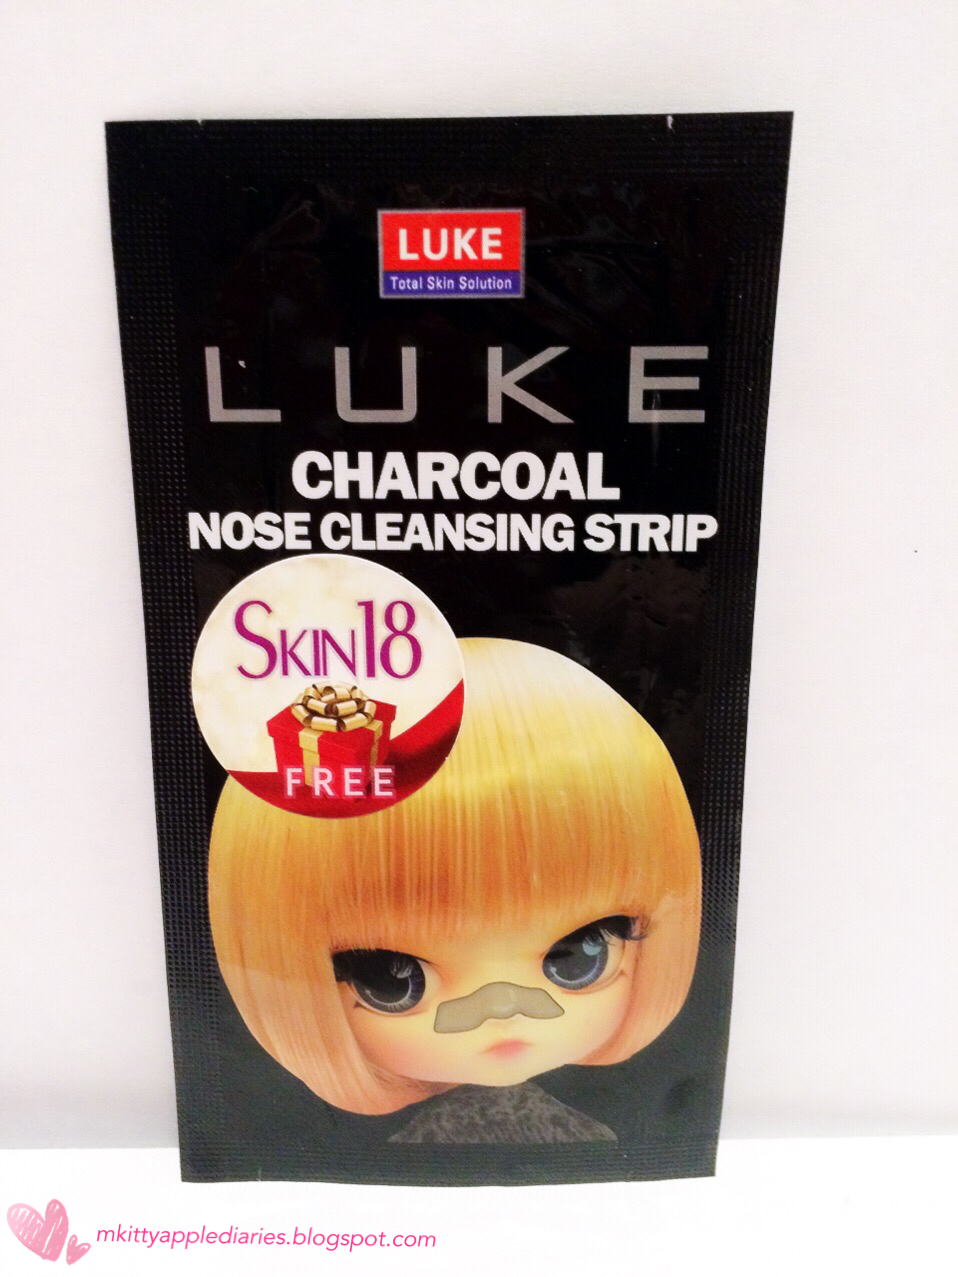 LUKE
Total Skin Solution
LUKE
CHARCOAL
NOSE CLEANSING STRIP
SKIN18
FREE
mkittyapplediaries.blogspot.com